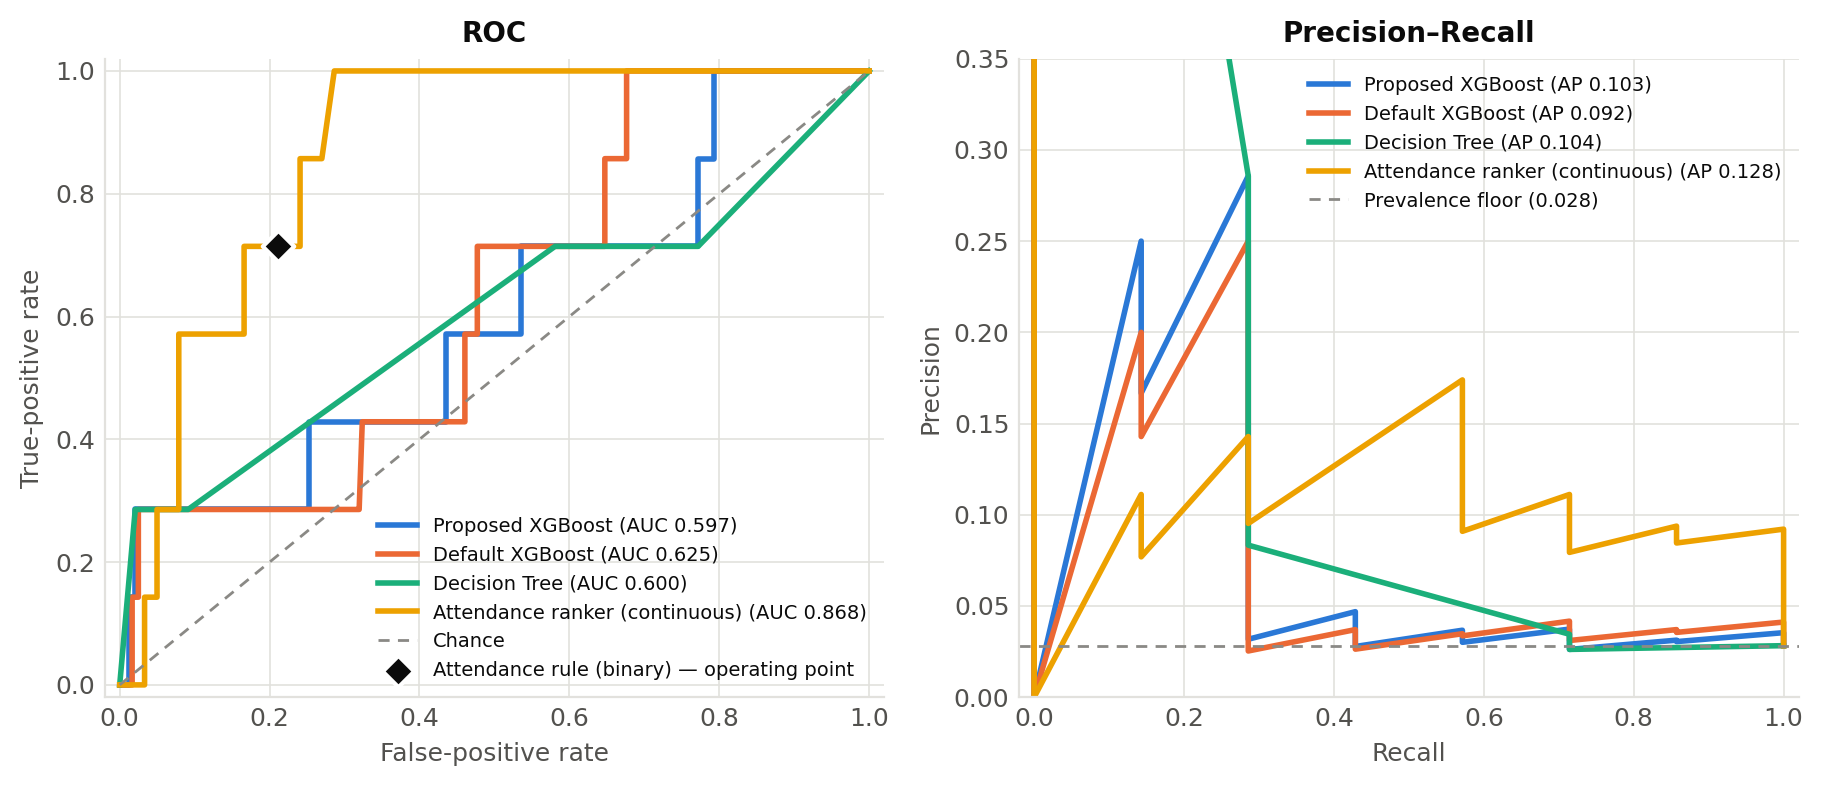 ROC
True-positive rate
1.0
0.8
0.6
0.4
0.2
0.0
Proposed XGBoost (AUC 0.597)
Default XGBoost (AUC 0.625)
Decision Tree (AUC 0.600)
Attendance ranker (continuous) (AUC 0.868)
Chance
Attendance rule (binary) — operating point
0.0 0.2 0.4 0.6 0.8 1.0
False-positive rate
Precision–Recall
Precision
0.35
0.30
0.25
0.20
0.15
0.10
0.05
0.00
Proposed XGBoost (AP 0.103)
Default XGBoost (AP 0.092)
Decision Tree (AP 0.104)
Attendance ranker (continuous) (AP 0.128)
Prevalence floor (0.028)
0.0 0.2 0.4 0.6 0.8 1.0
Recall